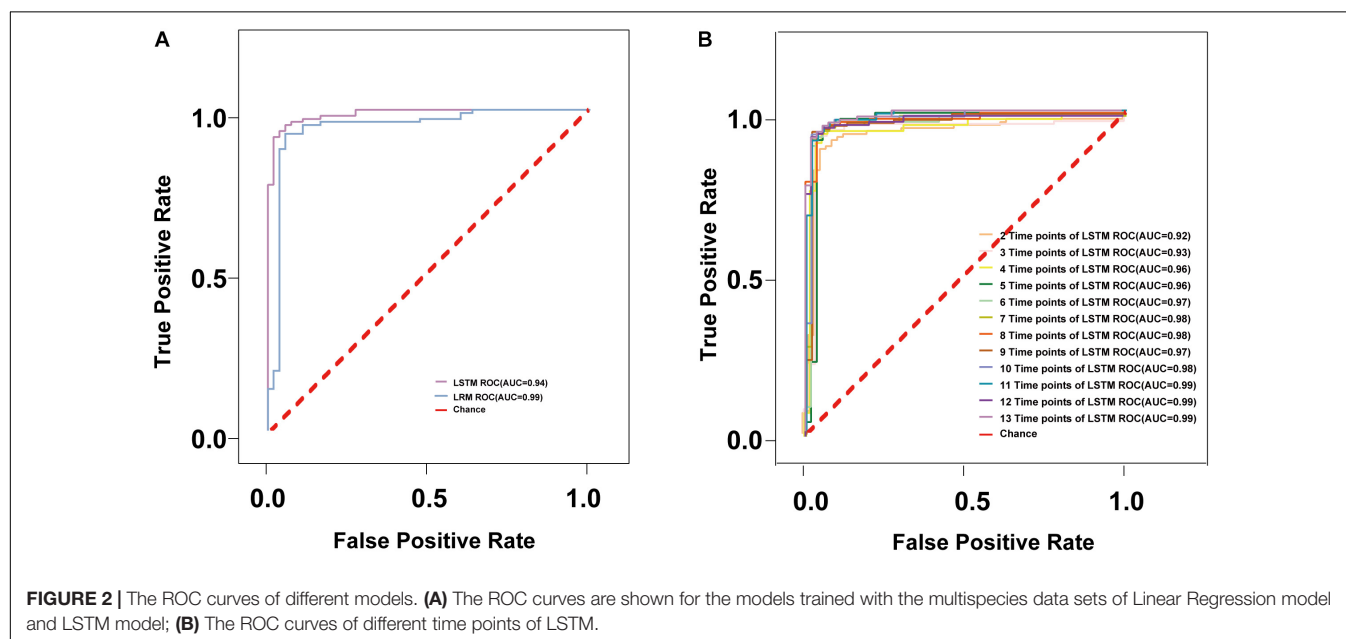 A
1.0
0.5
0.0
True Positive Rate
LSTM ROC(AUC=0.94)
LRM ROC(AUC=0.99)
Chance
0.0 0.5 1.0
False Positive Rate
B
1.0
0.5
0.0
True Positive Rate
2 Time points of LSTM ROC(AUC=0.92)
3 Time points of LSTM ROC(AUC=0.93)
4 Time points of LSTM ROC(AUC=0.96)
5 Time points of LSTM ROC(AUC=0.96)
6 Time points of LSTM ROC(AUC=0.97)
7 Time points of LSTM ROC(AUC=0.98)
8 Time points of LSTM ROC(AUC=0.98)
9 Time points of LSTM ROC(AUC=0.97)
10 Time points of LSTM ROC(AUC=0.98)
11 Time points of LSTM ROC(AUC=0.99)
12 Time points of LSTM ROC(AUC=0.99)
13 Time points of LSTM ROC(AUC=0.99)
Chance
0.0 0.5 1.0
False Positive Rate
FIGURE 2 | The ROC curves of different models. (A) The ROC curves are shown for the models trained with the multispecies data sets of Linear Regression model
and LSTM model; (B) The ROC curves of different time points of LSTM.